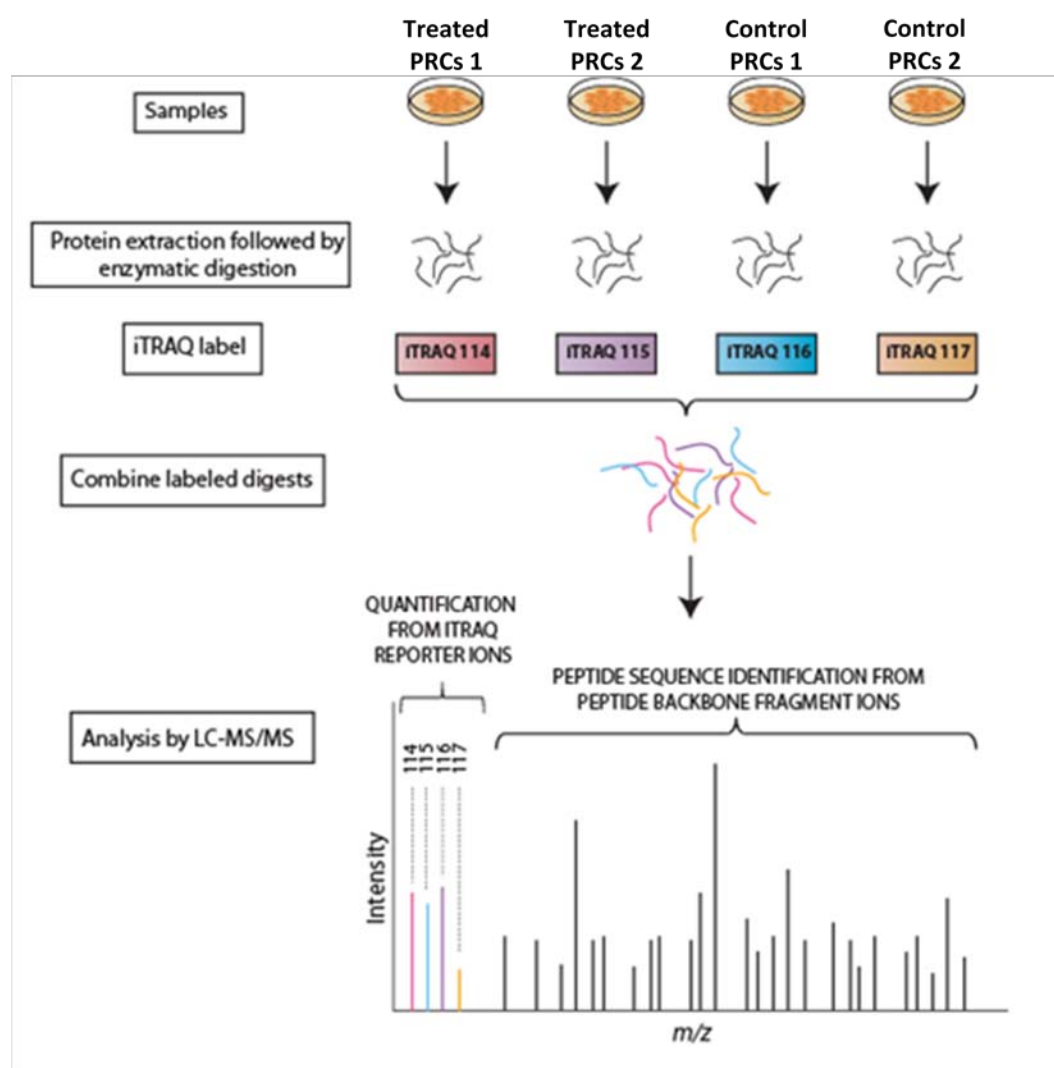 Treated
PRCs 1
Treated
PRCs 2
Control
PRCs 1
Control
PRCs 2
Samples
Protein extraction followed by
enzymatic digestion
iTRAQ label
iTRAQ 114
iTRAQ 115
iTRAQ 116
iTRAQ 117
Combine labeled digests
QUANTIFICATION
FROM ITRAQ
REPORTER IONS
PEPTIDE SEQUENCE IDENTIFICATION FROM
PEPTIDE BACKBONE FRAGMENT IONS
Analysis by LC-MS/MS
114
115
116
117
Intensity
m/z